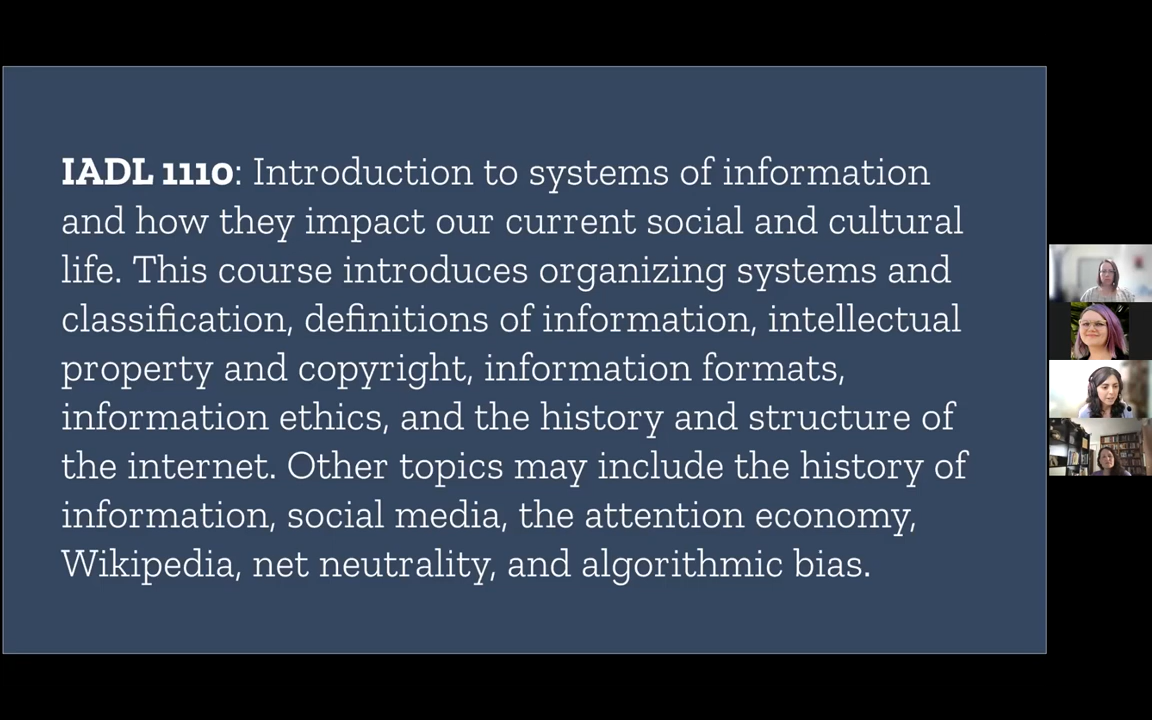 IADL 1110: Introduction to systems of information
and how they impact our current social and cultural
life. This course introduces organizing systems and
classification, definitions of information, intellectual
property and copyright, information formats,
information ethics, and the history and structure of
the internet. Other topics may include the history of
information, social media, the attention economy,
Wikipedia, net neutrality, and algorithmic bias.